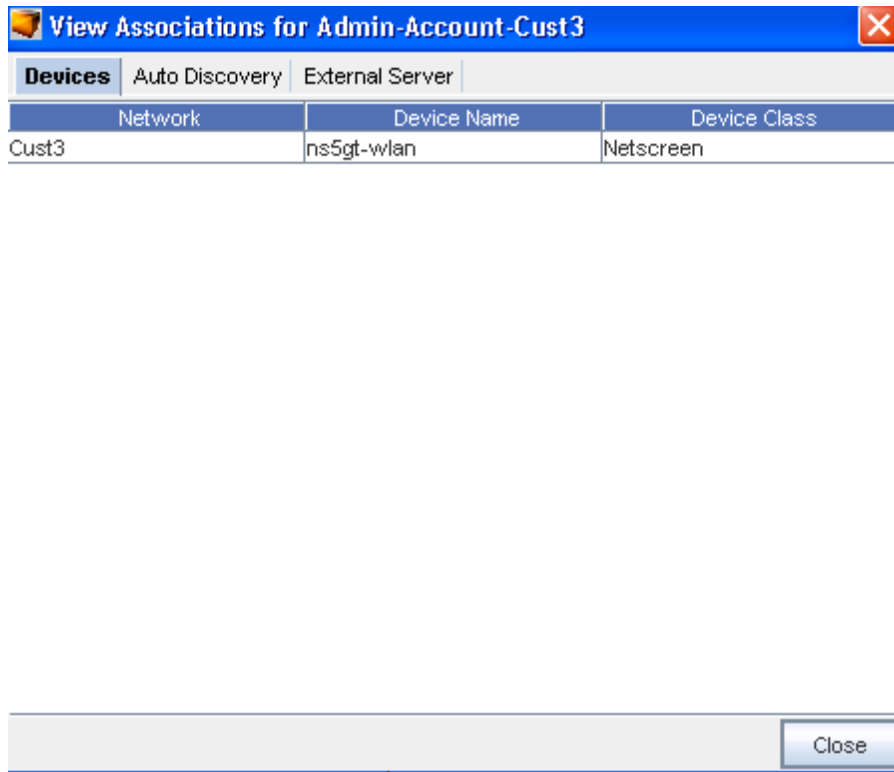 View Associations for Admin-Account-Cust3
Devices Auto Discovery External Server
Network Device Name Device Class
Cust3 ns5gt-wlan Netscreen
Close